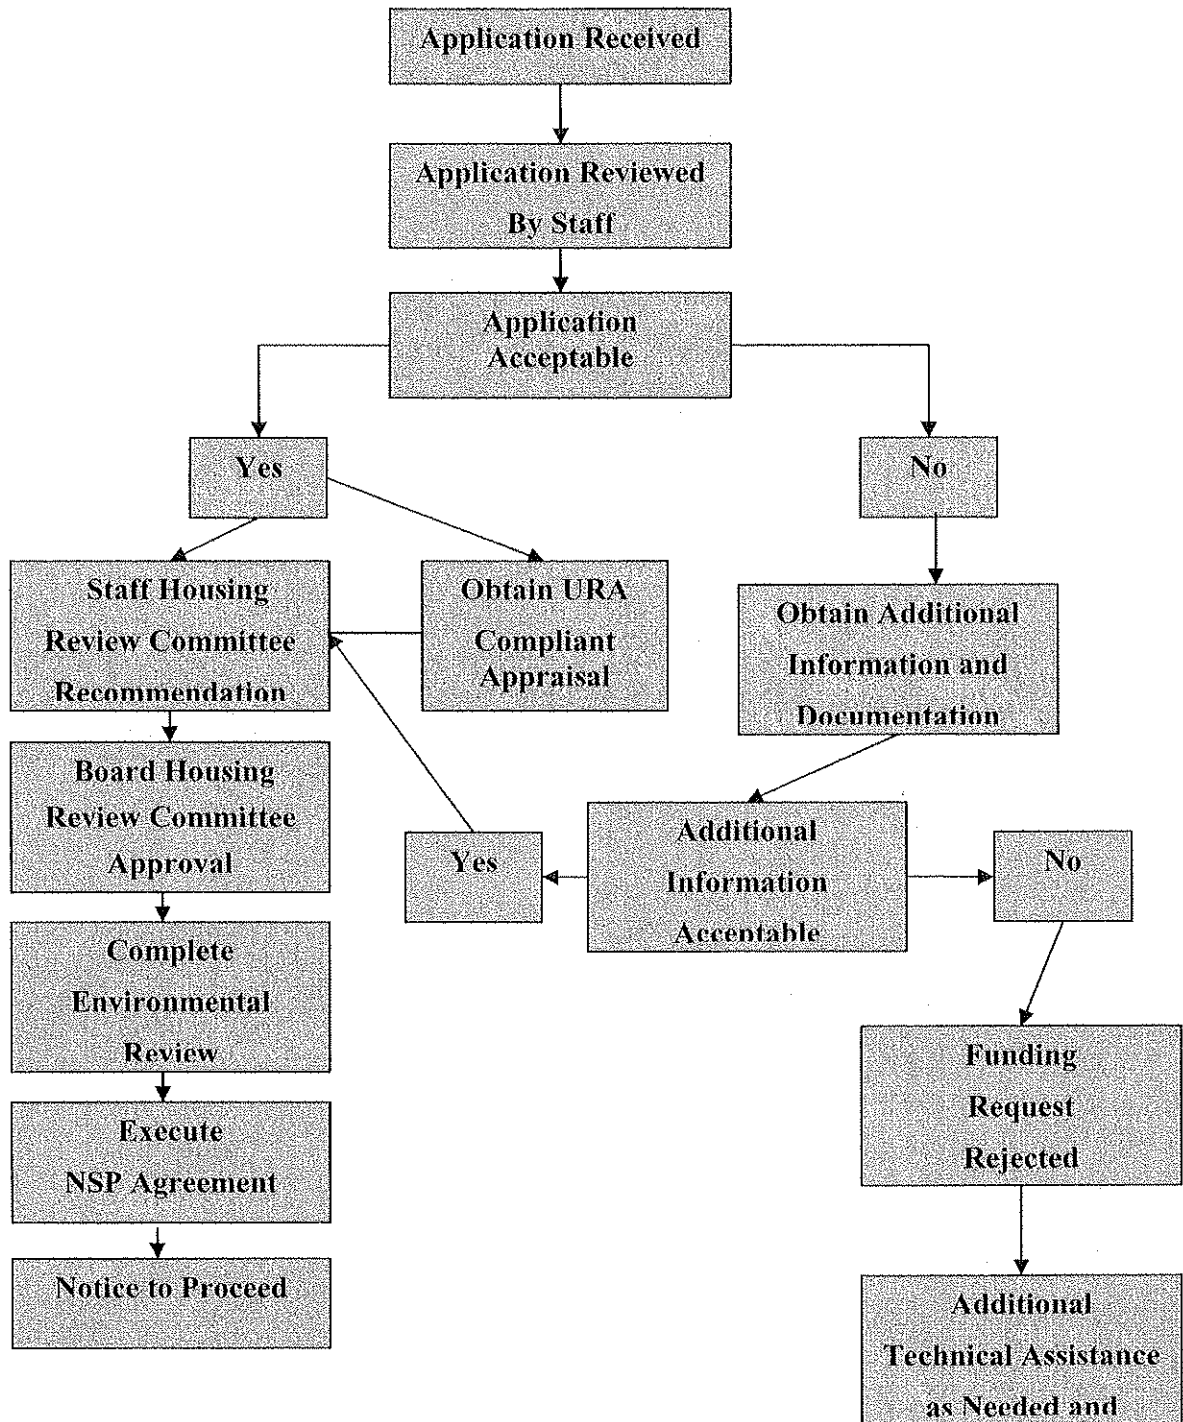 Application Received
Application Reviewed
By Staff
Application
Acceptable
Yes
No
Staff Housing
Review Committee
Recommendation
Obtain URA
Compliant
Appraisal
Obtain Additional
Information and
Documentation
Board Housing
Review Committee
Approval
Yes
Additional
Information
Acceptable
No
Complete
Environmental
Review
Funding
Request
Rejected
Execute
NSP Agreement
Notice to Proceed
Additional
Technical Assistance
as Needed and